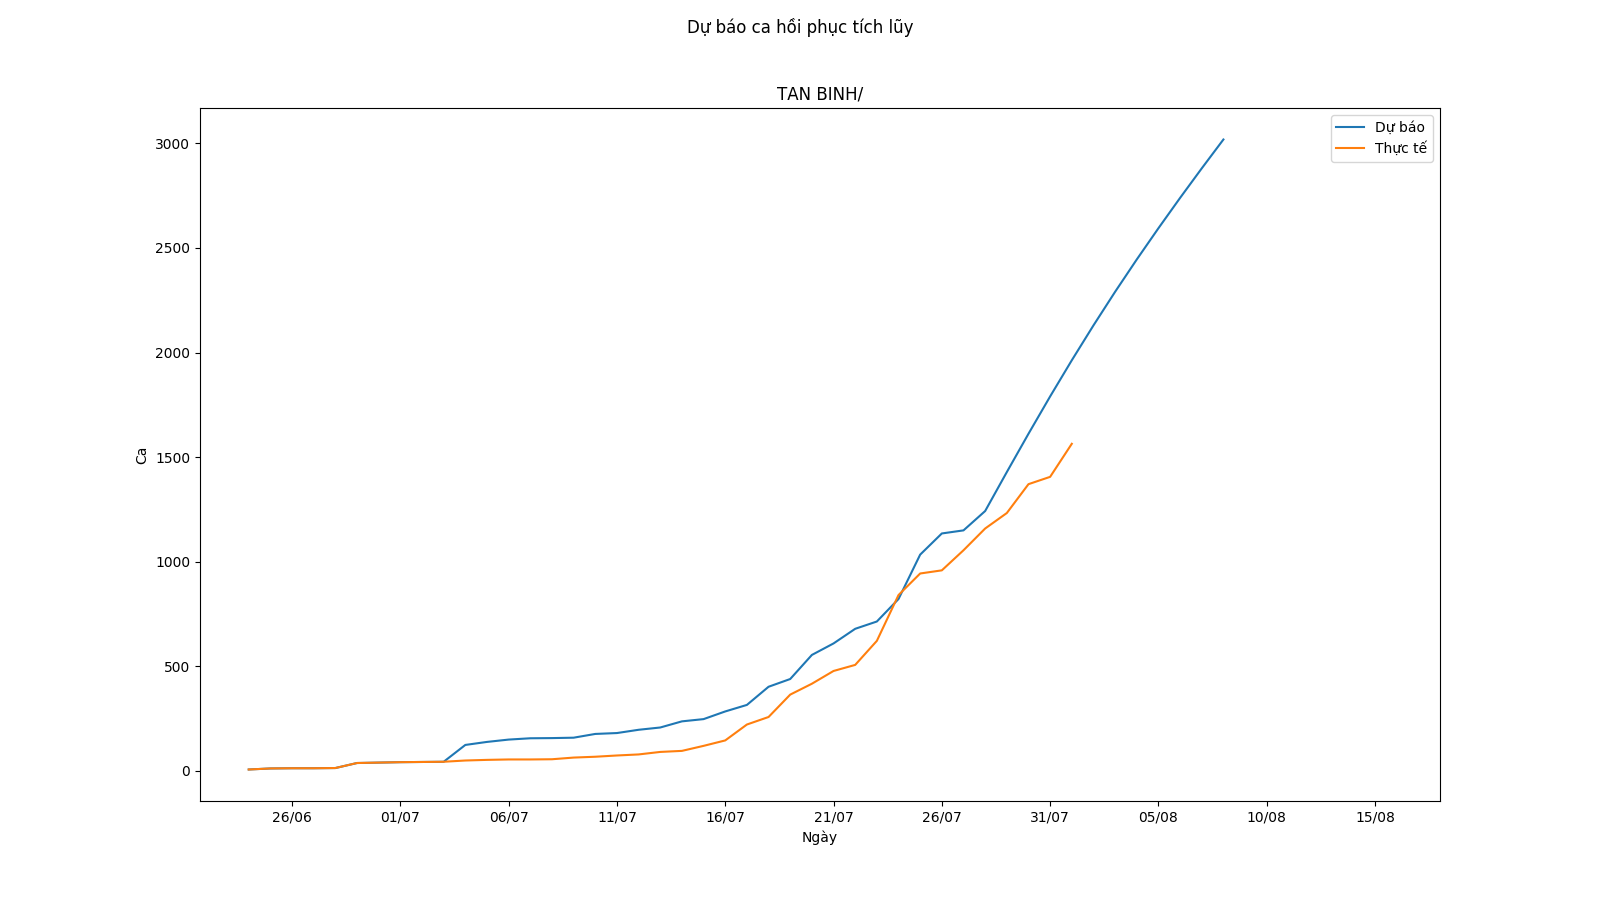 Dự báo ca hồi phục tích lũy
TAN BINH/
Dự báo
Thực tế
3000
2500
2000
1500
1000
500
0
Ca
26/06 01/07 06/07 11/07 16/07 21/07 26/07 31/07 05/08 10/08 15/08
Ngày